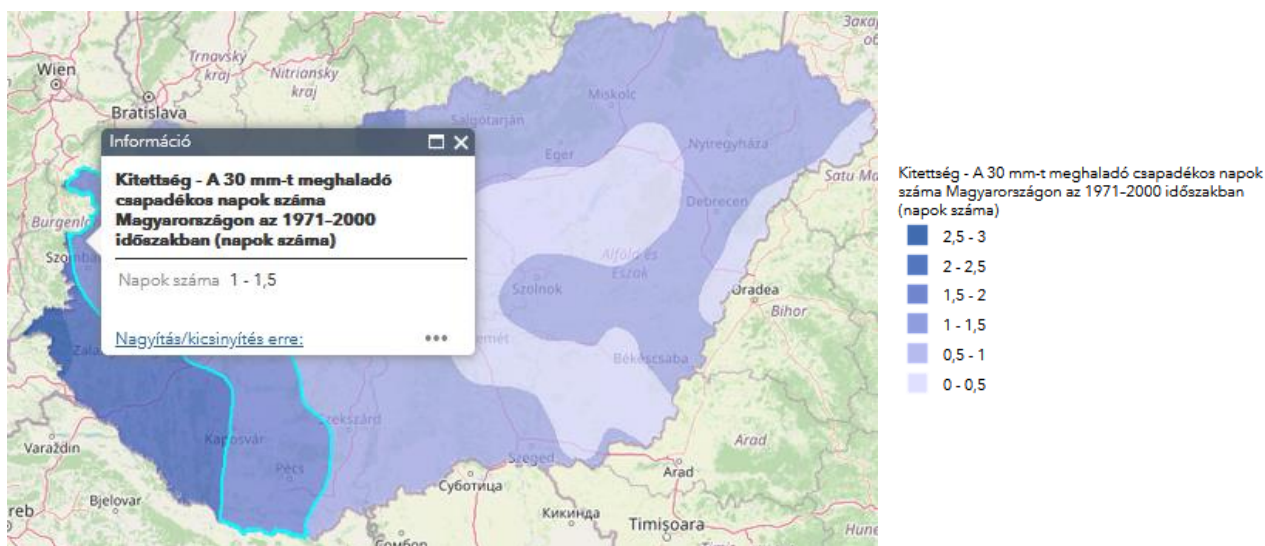 Wien
Trnavský
kraj
Nitriansky
kraj
Bratislava
Miskolc
Salgótarján
Eger
Nyíregyháza
Satu Ma
Debrecen
Burgenl
Szomba
Alföld és
Észak
Szolnok
Oradea
Bihor
Zala
emét
Békéscsaba
Kaposvár
Szekszárd
Pécs
Varaždin
Szeged
Arad
Arad
Суботица
Bjelovar
reb
Кикинда
Timișoara
Сомбор
Hune
Információ
Kitettség - A 30 mm-t meghaladó
csapadékos napok száma
Magyarországon az 1971–2000
időszakban (napok száma)
Napok száma 1 - 1,5
Nagyítás/kicsinyítés erre:
Kitettség - A 30 mm-t meghaladó csapadékos napok
száma Magyarországon az 1971–2000 időszakban
(napok száma)
2,5 - 3
2 - 2,5
1,5 - 2
1 - 1,5
0,5 - 1
0 - 0,5